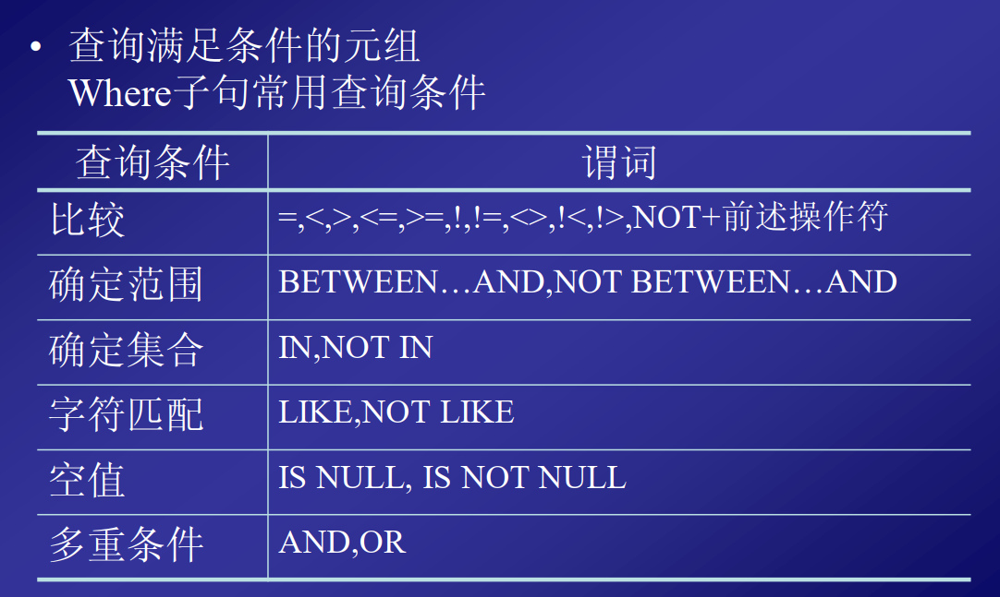 • 查询满足条件的元组
Where子句常用查询条件
查询条件 谓词
比较 =,<,>,<=,>=,!,!=,<>,!<,!>,NOT+前述操作符
确定范围 BETWEEN…AND,NOT BETWEEN…AND
确定集合 IN,NOT IN
字符匹配 LIKE,NOT LIKE
空值 IS NULL, IS NOT NULL
多重条件 AND,OR